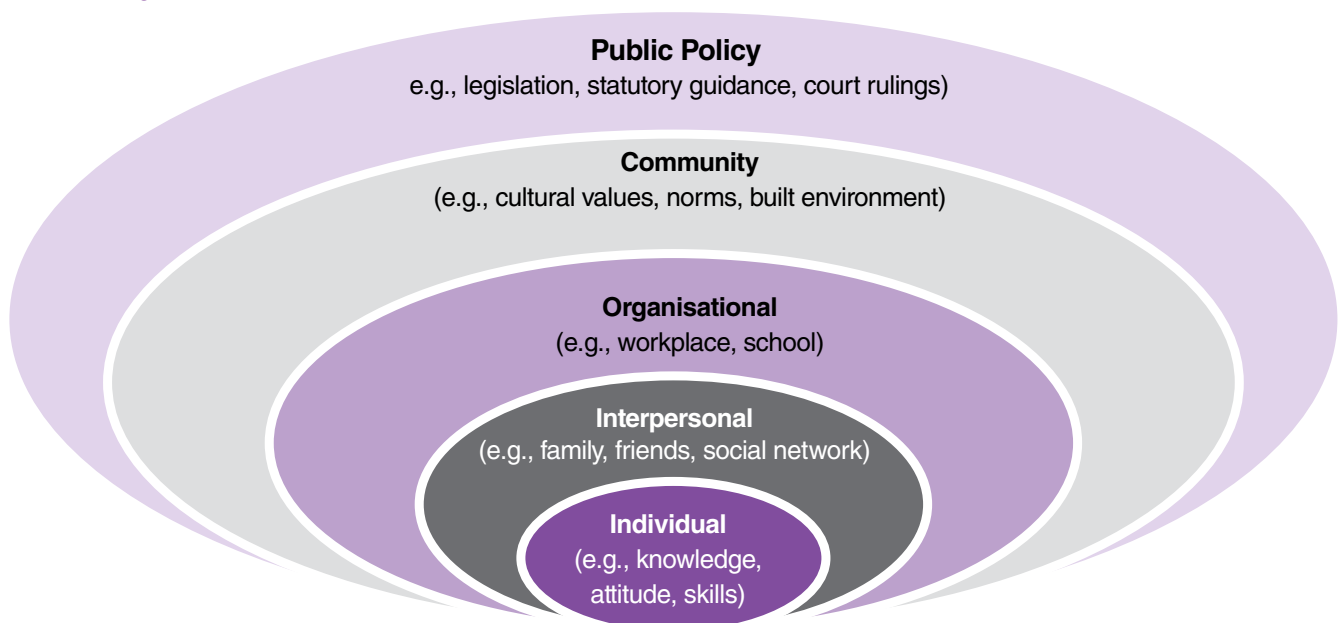 Public Policy
e.g., legislation, statutory guidance, court rulings)
Community
(e.g., cultural values, norms, built environment)
Organisational
(e.g., workplace, school)
Interpersonal
(e.g., family, friends, social network)
Individual
(e.g., knowledge,
attitude, skills)